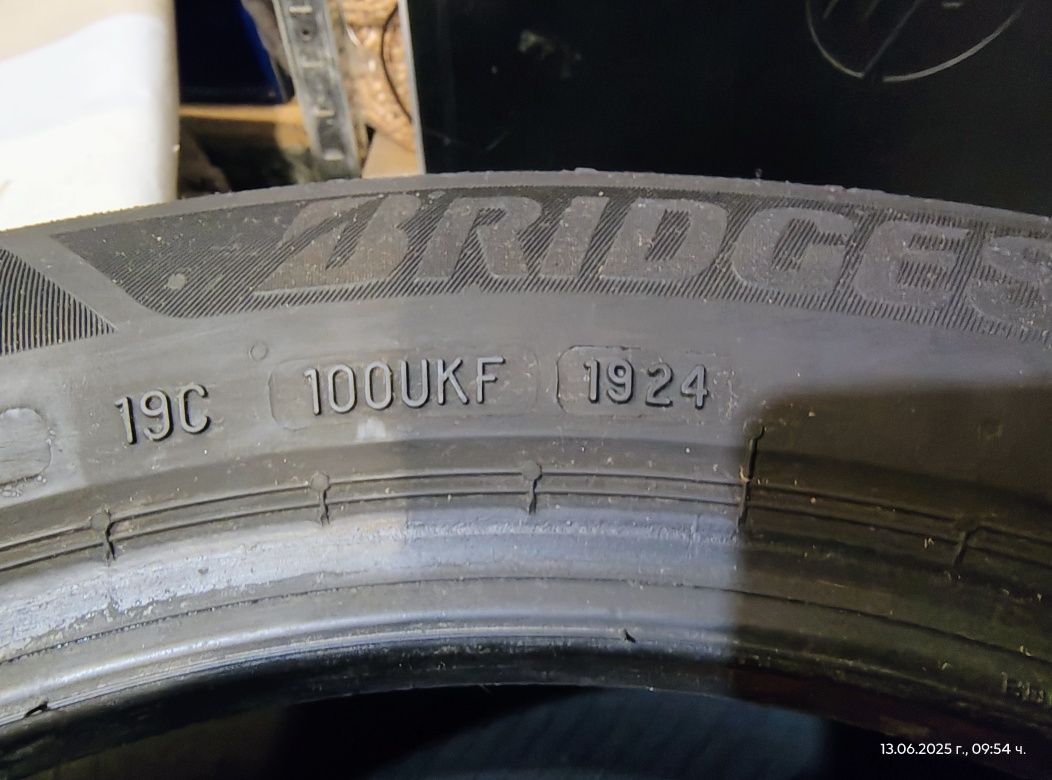 BRIDGES
19C 100UKF 1924
13.06.2025 г., 09:54 ч.